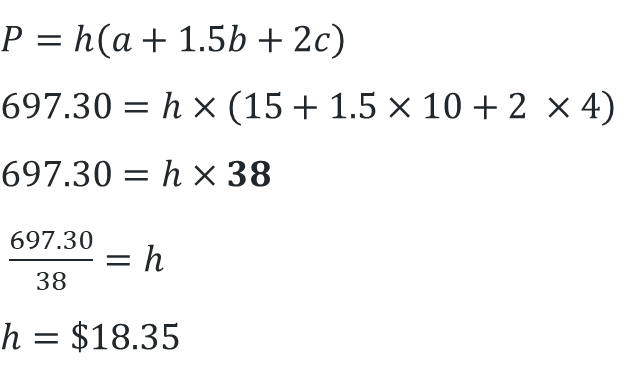 P = h(a + 1.5b + 2c)
697.30 = h × (15 + 1.5 × 10 + 2 × 4)
697.30 = h × 38
697.30/38 = h
h = $18.35